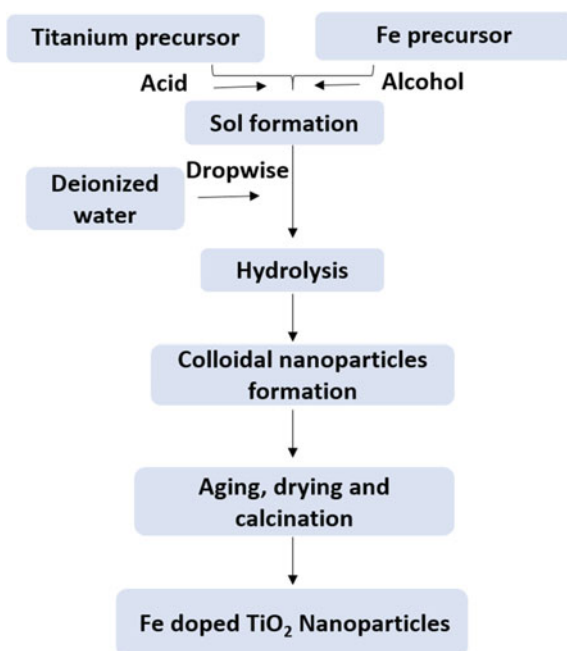 Titanium precursor
Fe precursor
Acid
Alcohol
Sol formation
Dropwise
Deionized
water
Hydrolysis
Colloidal nanoparticles
formation
Aging, drying and
calcination
Fe doped TiO₂ Nanoparticles